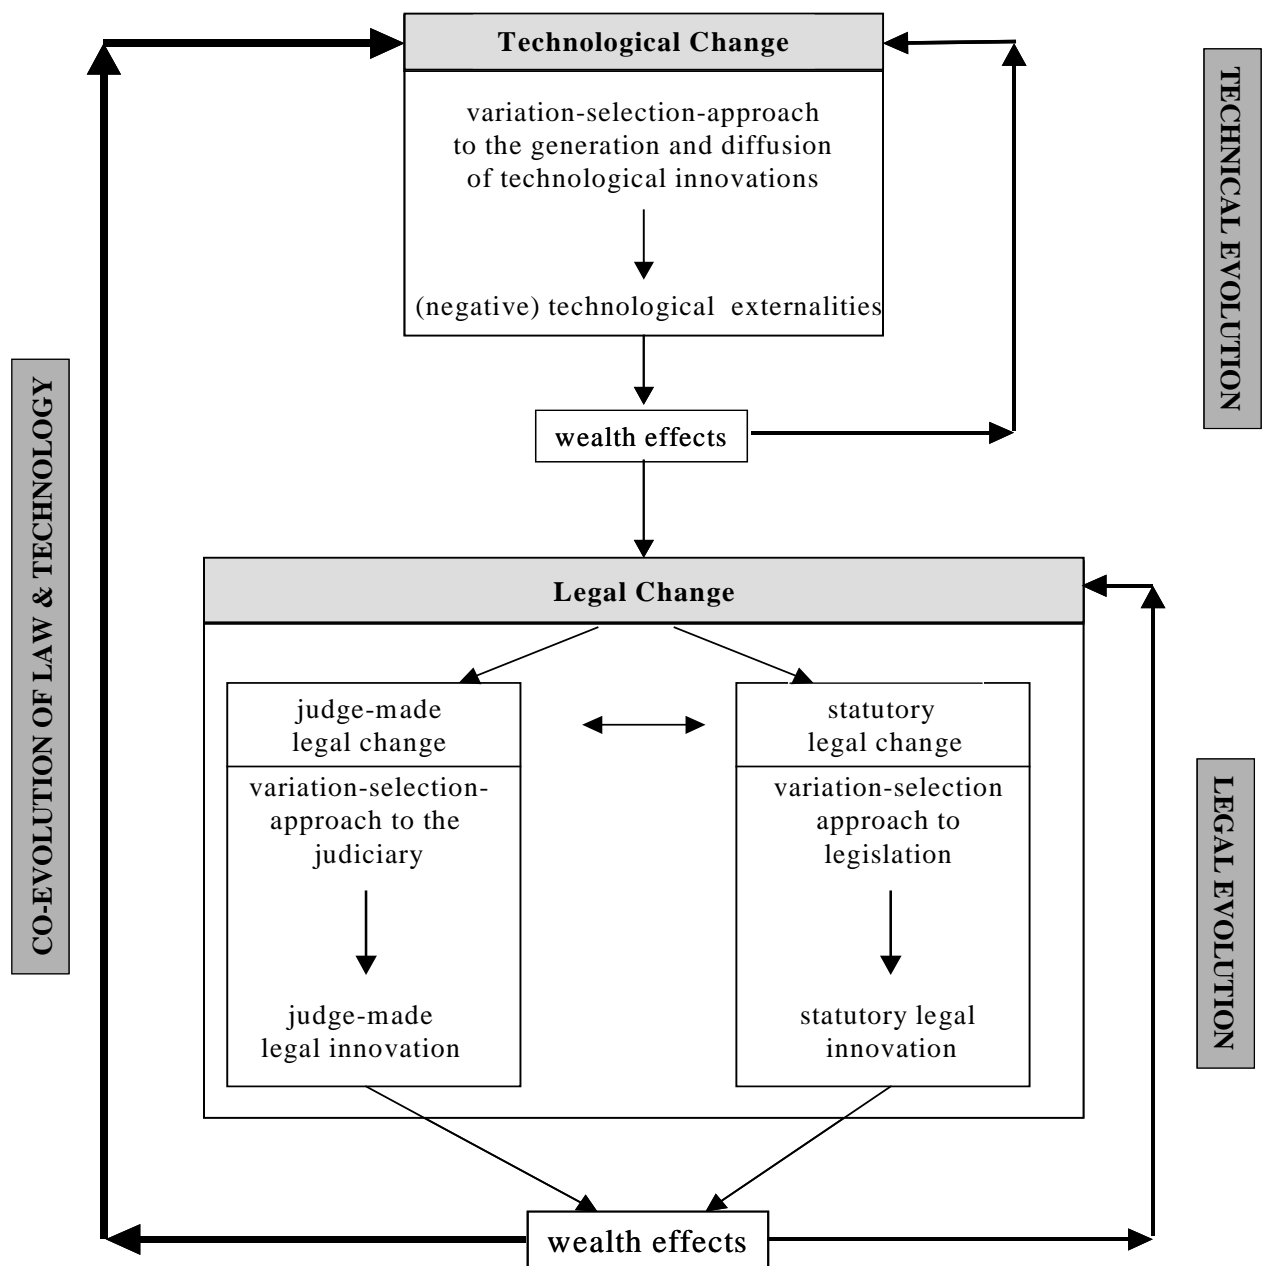 Technological Change
variation-selection-approach
to the generation and diffusion
of technological innovations
(negative) technological externalities
wealth effects
TECHNICAL EVOLUTION
CO-EVOLUTION OF LAW & TECHNOLOGY
Legal Change
judge-made
legal change
variation-selection-
approach to the
judiciary
judge-made
legal innovation
statutory
legal change
variation-selection
approach to
legislation
statutory legal
innovation
LEGAL EVOLUTION
wealth effects